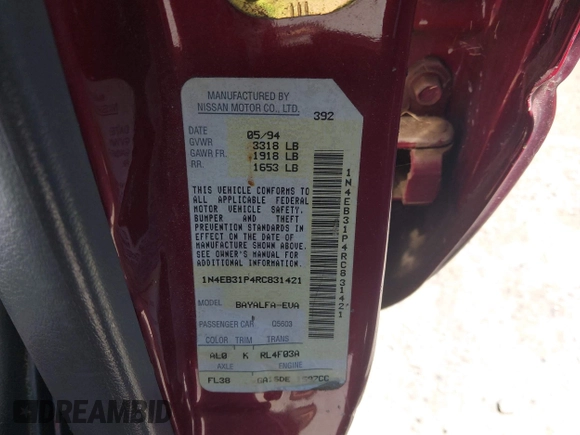 MANUFACTURED BY
NISSAN MOTOR CO., LTD.
392
DATE 05/94
GVWR 3318 LB
GAWR FR. 1918 LB
RR. 1653 LB
THIS VEHICLE CONFORMS TO
ALL APPLICABLE FEDERAL
MOTOR VEHICLE SAFETY,
BUMPER AND THEFT
PREVENTION STANDARDS IN
EFFECT ON THE DATE OF
MANUFACTURE SHOWN ABOVE.
SEE OWNER'S MANUAL FOR
ADDITIONAL INFORMATION.
1N4EB31P4RC831421
1N4EB31P4RC831421
MODEL BAYALFA-EVA
PASSENGER CAR Q5603
COLOR TRIM TRANS
AL0 K RL4F03A
AXLE ENGINE
FL38
DREAMBID